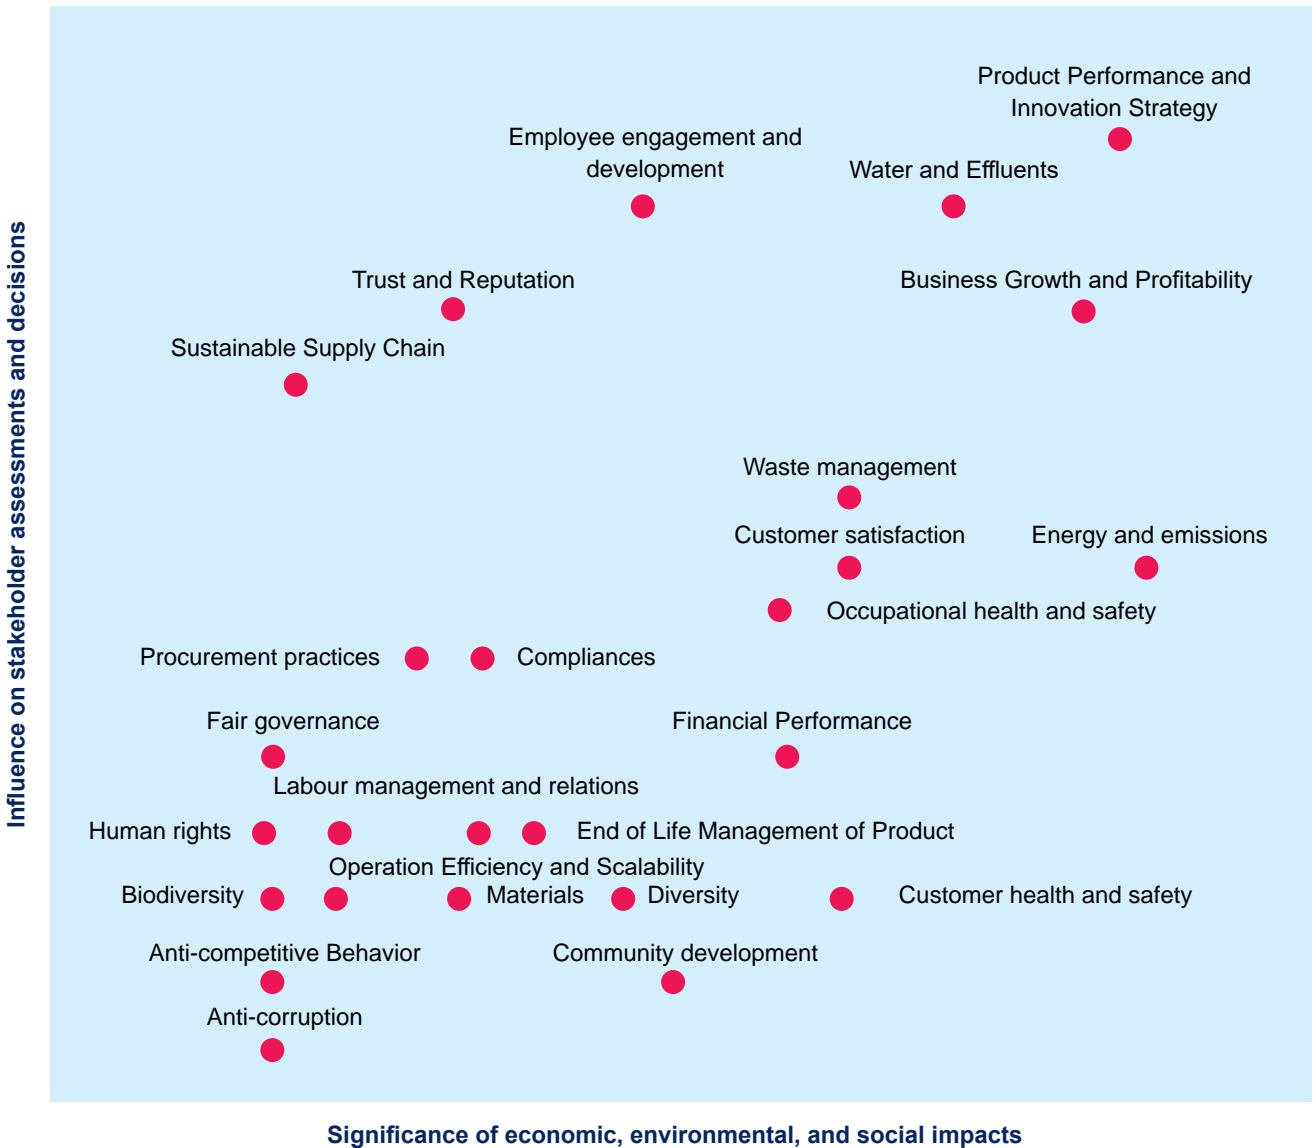 Product Performance and
Innovation Strategy
Employee engagement and
development
Water and Effluents
Trust and Reputation
Business Growth and Profitability
Sustainable Supply Chain
Waste management
Customer satisfaction
Energy and emissions
Occupational health and safety
Procurement practices
Compliances
Fair governance
Financial Performance
Labour management and relations
Human rights
End of Life Management of Product
Operation Efficiency and Scalability
Biodiversity
Materials
Diversity
Customer health and safety
Anti-competitive Behavior
Community development
Anti-corruption
Influence on stakeholder assessments and decisions
Significance of economic, environmental, and social impacts